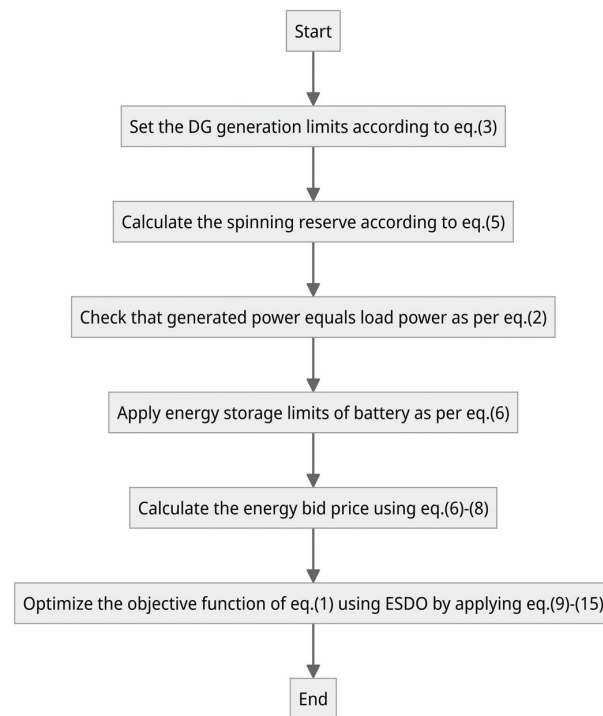 Start
Set the DG generation limits according to eq.(3)
Calculate the spinning reserve according to eq.(5)
Check that generated power equals load power as per eq.(2)
Apply energy storage limits of battery as per eq.(6)
Calculate the energy bid price using eq.(6)-(8)
Optimize the objective function of eq.(1) using ESDO by applying eq.(9)-(15)
End